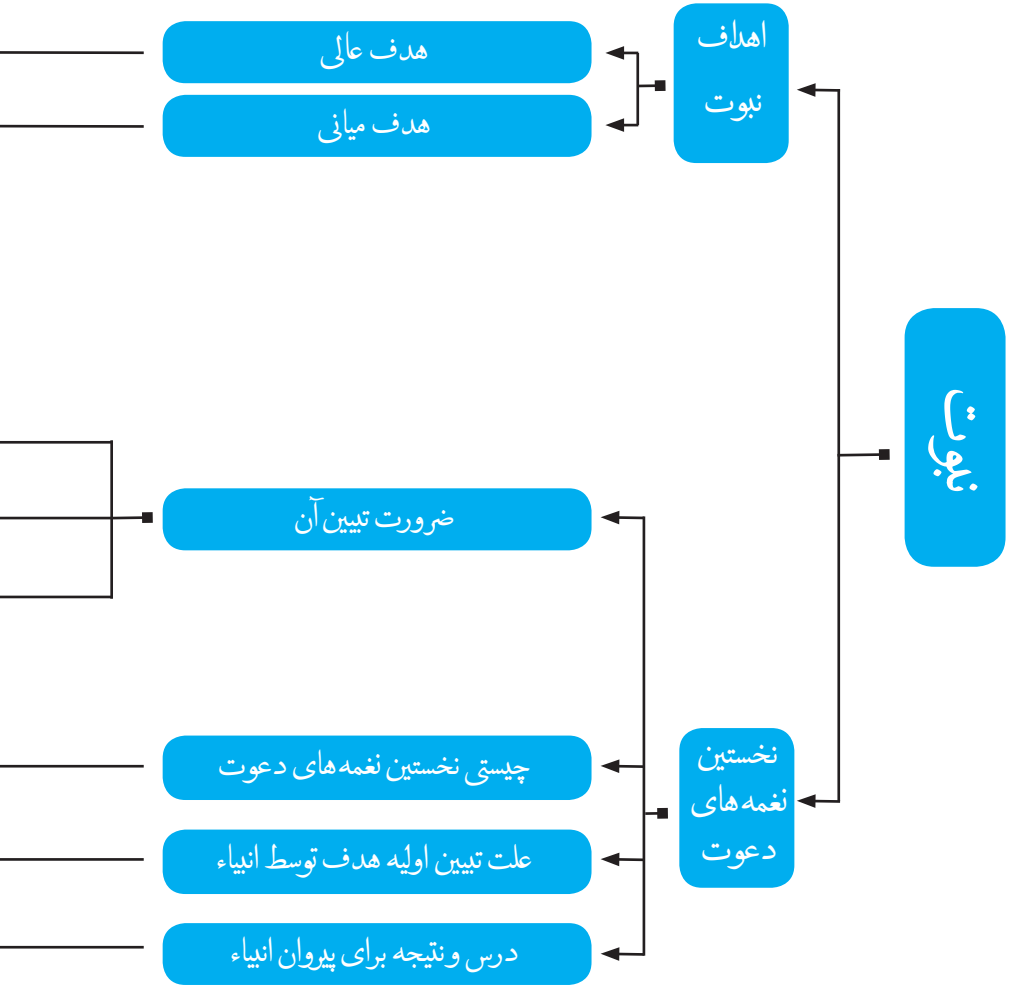 نبوت
اهداف
نبوت
هدف عالی
هدف میانی
نخستین
نغمه های
دعوت
ضرورت تبیین آن
چیستی نخستین نغمه های دعوت
علت تبیین اولیه هدف توسط انبیاء
درس و نتیجه برای پیروان انبیاء